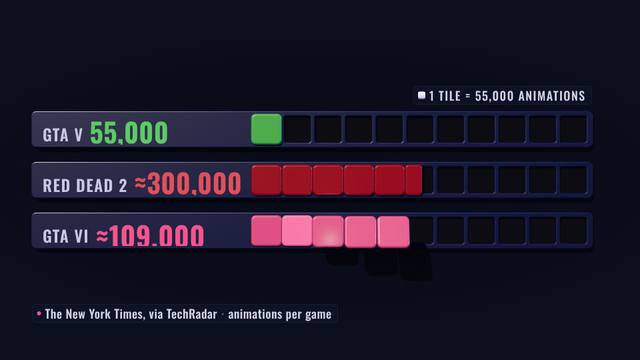 1 TILE = 55,000 ANIMATIONS
GTA V 55,000
RED DEAD 2 ≈300,000
GTA VI ≈109,000
The New York Times, via TechRadar · animations per game